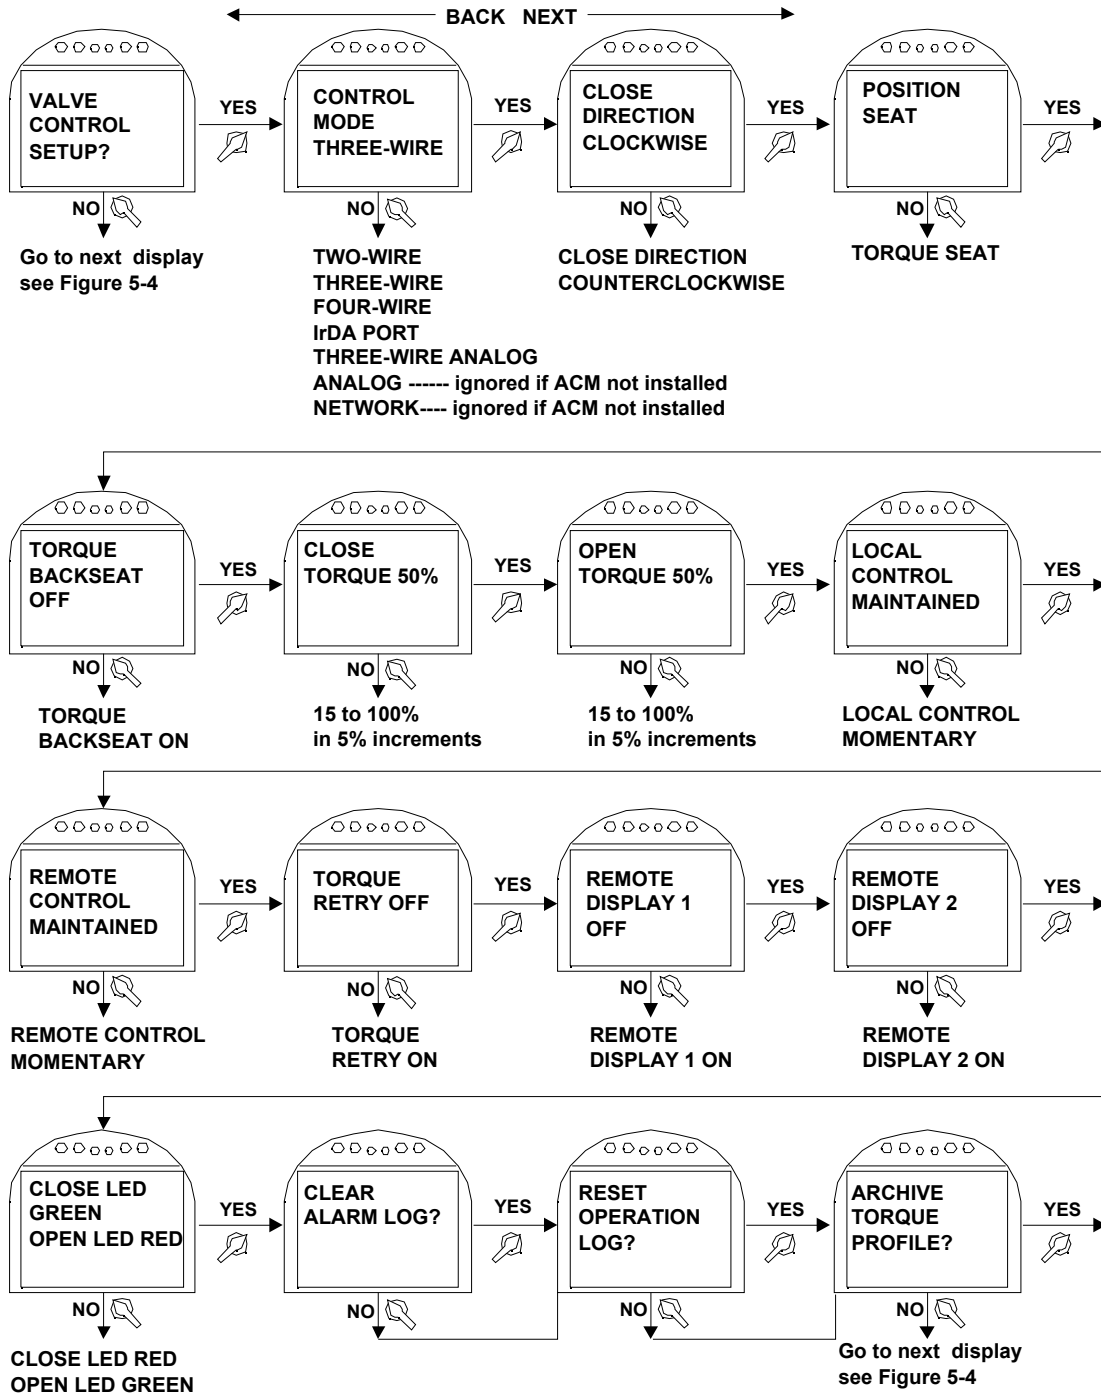 BACK NEXT
VALVE
CONTROL
SETUP?
YES
NO
Go to next display
see Figure 5-4
CONTROL
MODE
THREE-WIRE
YES
NO
TWO-WIRE
THREE-WIRE
FOUR-WIRE
IrDA PORT
THREE-WIRE ANALOG
ANALOG ------ ignored if ACM not installed
NETWORK---- ignored if ACM not installed
CLOSE
DIRECTION
CLOCKWISE
YES
NO
CLOSE DIRECTION
COUNTERCLOCKWISE
POSITION
SEAT
YES
NO
TORQUE SEAT
TORQUE
BACKSEAT
OFF
YES
NO
TORQUE
BACKSEAT ON
CLOSE
TORQUE 50%
YES
NO
15 to 100%
in 5% increments
OPEN
TORQUE 50%
YES
NO
15 to 100%
in 5% increments
LOCAL
CONTROL
MAINTAINED
YES
NO
LOCAL CONTROL
MOMENTARY
REMOTE
CONTROL
MAINTAINED
YES
NO
REMOTE CONTROL
MOMENTARY
TORQUE
RETRY OFF
YES
NO
TORQUE
RETRY ON
REMOTE
DISPLAY 1
OFF
YES
NO
REMOTE
DISPLAY 1 ON
REMOTE
DISPLAY 2
OFF
YES
NO
REMOTE
DISPLAY 2 ON
CLOSE LED
GREEN
OPEN LED RED
YES
NO
CLOSE LED RED
OPEN LED GREEN
CLEAR
ALARM LOG?
YES
NO
RESET
OPERATION
LOG?
YES
NO
ARCHIVE
TORQUE
PROFILE?
YES
NO
Go to next display
see Figure 5-4